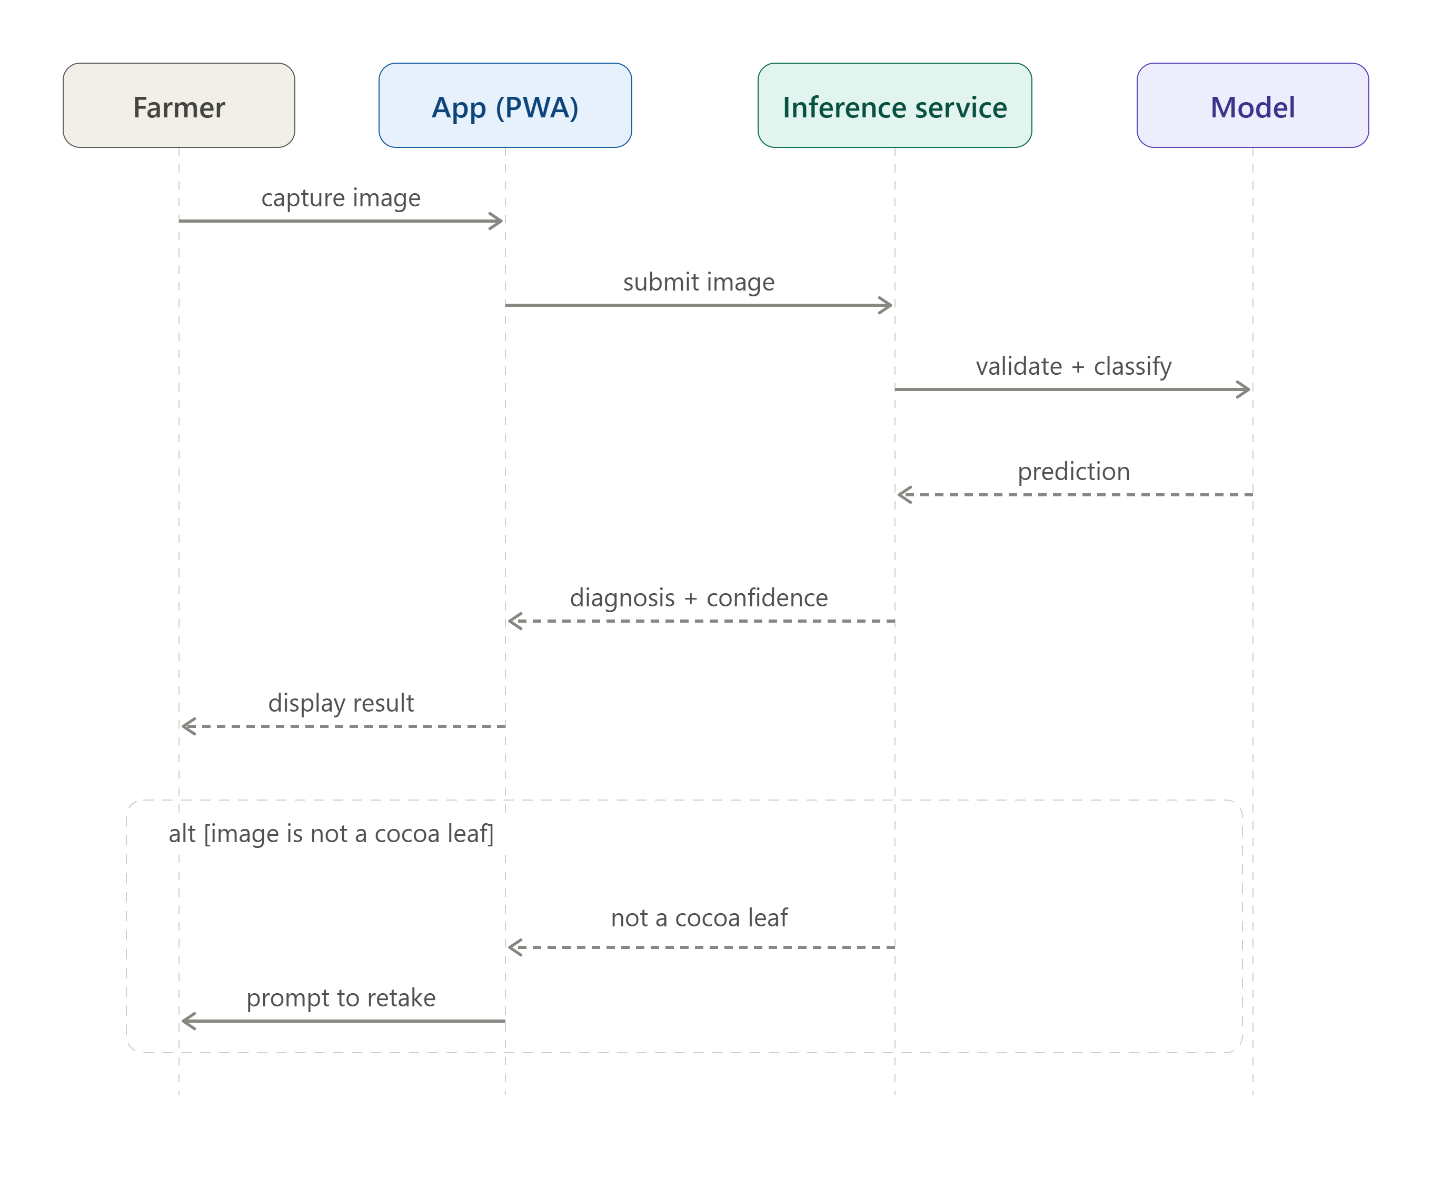 Farmer
App (PWA)
Inference service
Model
capture image
submit image
validate + classify
prediction
diagnosis + confidence
display result
alt [image is not a cocoa leaf]
not a cocoa leaf
prompt to retake